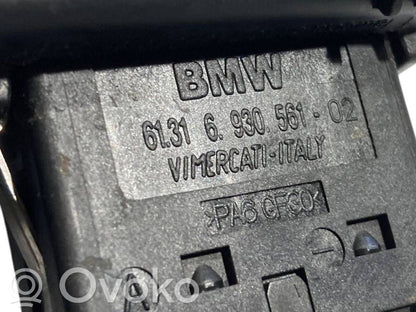 BMW
61.31 6.930 561-02
VIMERCATI-ITALY
>PA6 GF30<
A
© Ovoko